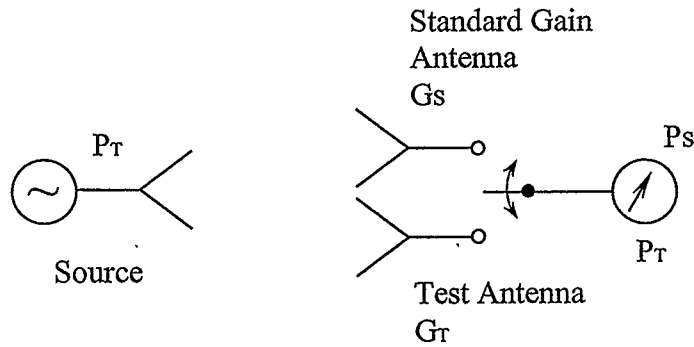 Standard Gain
Antenna
Gs
PT
Ps
~
PT
Source
Test Antenna
GT